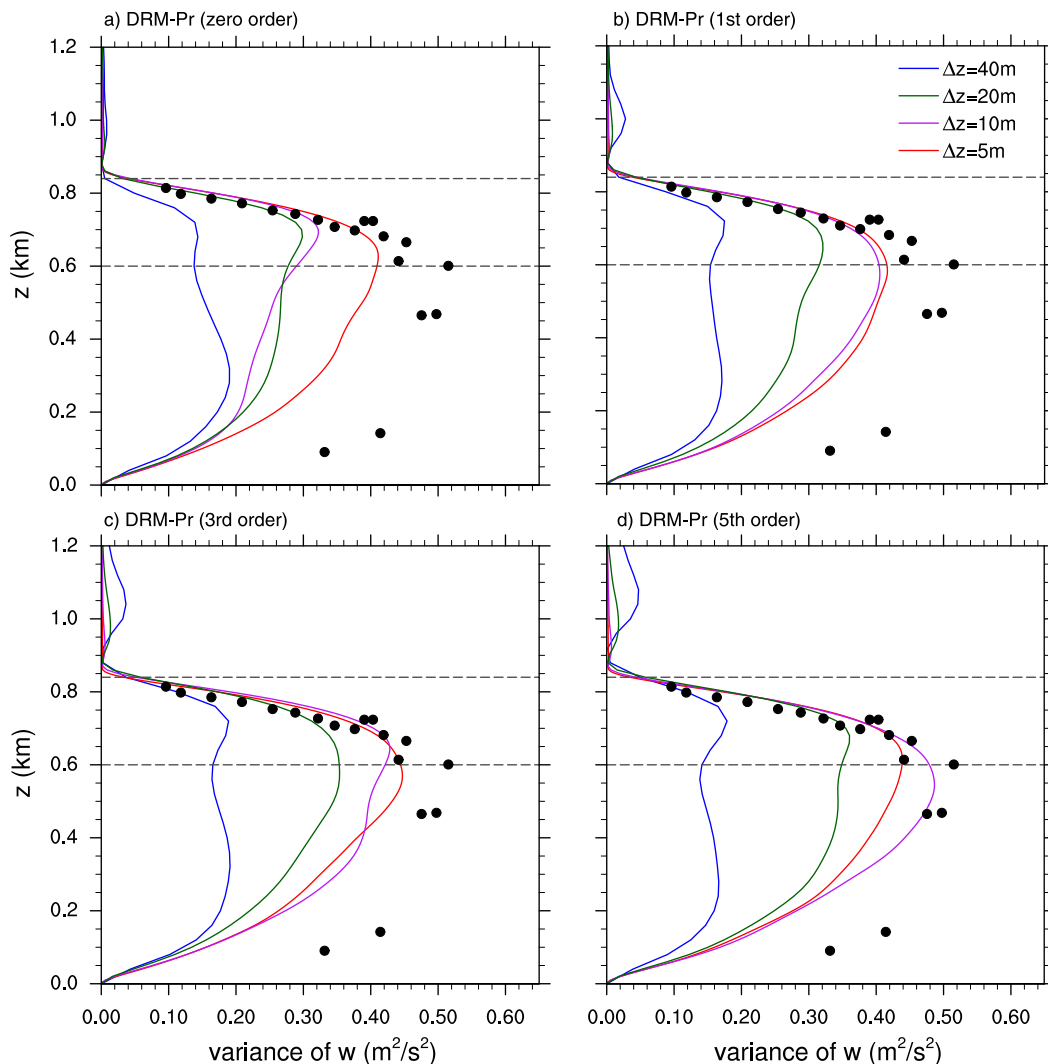 a) DRM-Pr (zero order)
b) DRM-Pr (1st order)
1.2
1.0
0.8
0.6
0.4
0.2
0.0
z (km)
Δz=40m
Δz=20m
Δz=10m
Δz=5m
c) DRM-Pr (3rd order)
d) DRM-Pr (5th order)
1.2
1.0
0.8
0.6
0.4
0.2
0.0
z (km)
0.00 0.10 0.20 0.30 0.40 0.50 0.60
0.00 0.10 0.20 0.30 0.40 0.50 0.60
variance of w (m²/s²)
variance of w (m²/s²)